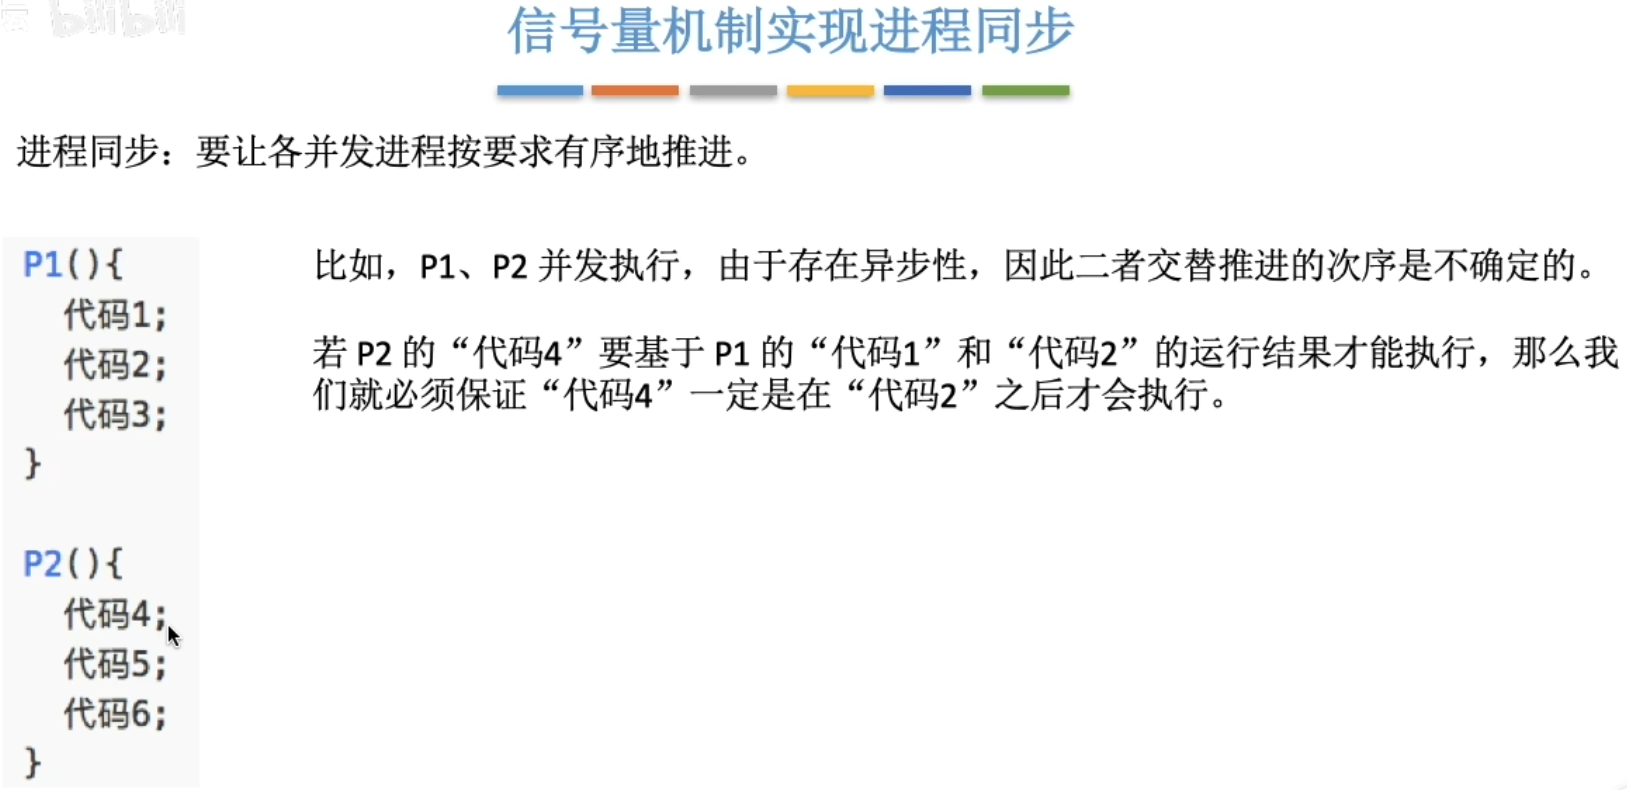 bilibili
信号量机制实现进程同步
进程同步：要让各并发进程按要求有序地推进。
P1(){
代码1;
代码2;
代码3;
}
P2(){
代码4;
代码5;
代码6;
}
比如，P1、P2 并发执行，由于存在异步性，因此二者交替推进的次序是不确定的。
若 P2 的“代码4”要基于 P1 的“代码1”和“代码2”的运行结果才能执行，那么我
们就必须保证“代码4”一定是在“代码2”之后才会执行。